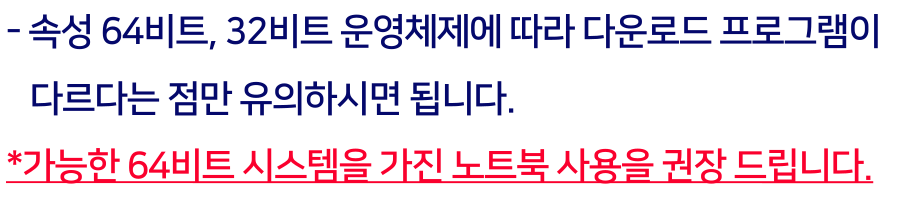 - 속성 64비트, 32비트 운영체제에 따라 다운로드 프로그램이
다르다는 점만 유의하시면 됩니다.
*가능한 64비트 시스템을 가진 노트북 사용을 권장 드립니다.